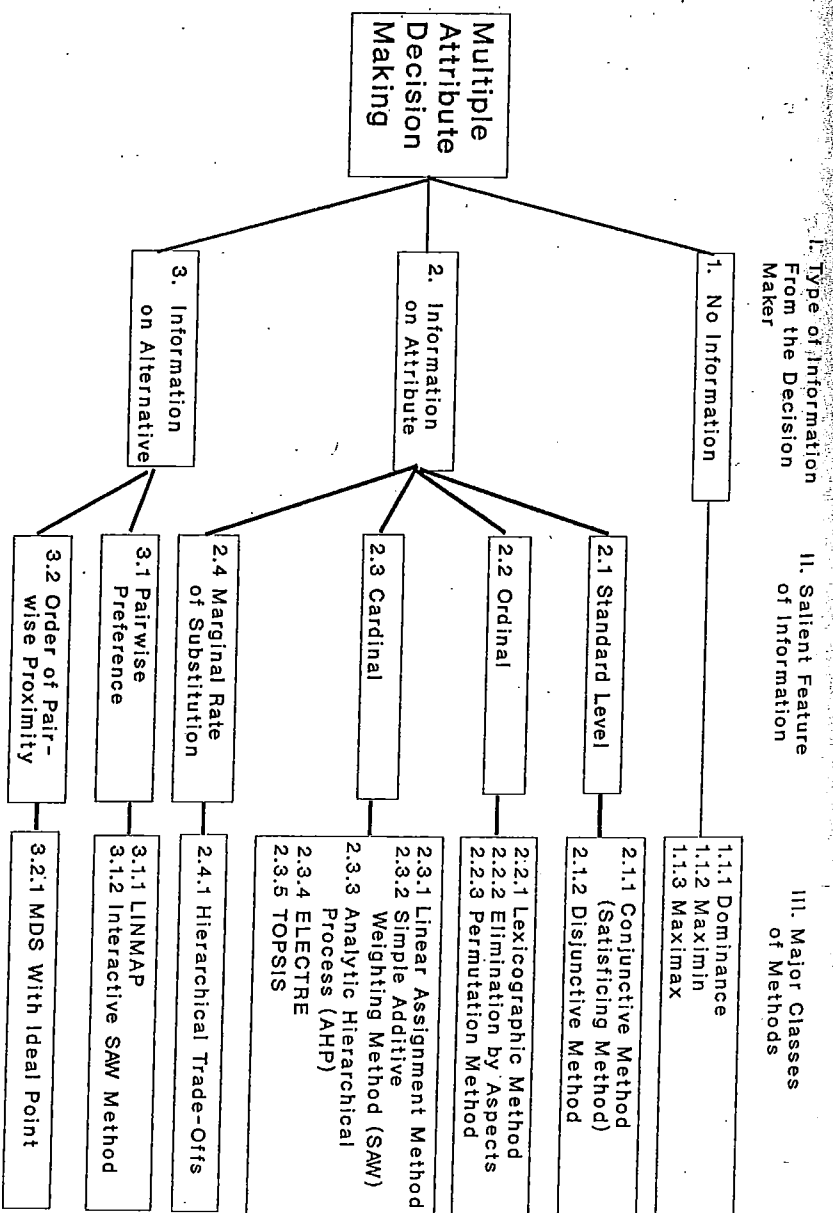 Multiple
Attribute
Decision
Making
I. Type of Information
From the Decision
Maker
II. Salient Feature
of Information
III. Major Classes
of Methods
1. No Information
1.1.1 Dominance
1.1.2 Maximin
1.1.3 Maximax
2. Information
on Attribute
2.1 Standard Level
2.1.1 Conjunctive Method
(Satisficing Method)
2.1.2 Disjunctive Method
2.2 Ordinal
2.2.1 Lexicographic Method
2.2.2 Elimination by Aspects
2.2.3 Permutation Method
2.3 Cardinal
2.3.1 Linear Assignment Method
2.3.2 Simple Additive
Weighting Method (SAW)
2.3.3 Analytic Hierarchical
Process (AHP)
2.3.4 ELECTRE
2.3.5 TOPSIS
2.4 Marginal Rate
of Substitution
2.4.1 Hierarchical Trade-Offs
3. Information
on Alternative
3.1 Pairwise
Preference
3.1.1 LINMAP
3.1.2 Interactive SAW Method
3.2 Order of Pair-
wise Proximity
3.2.1 MDS With Ideal Point